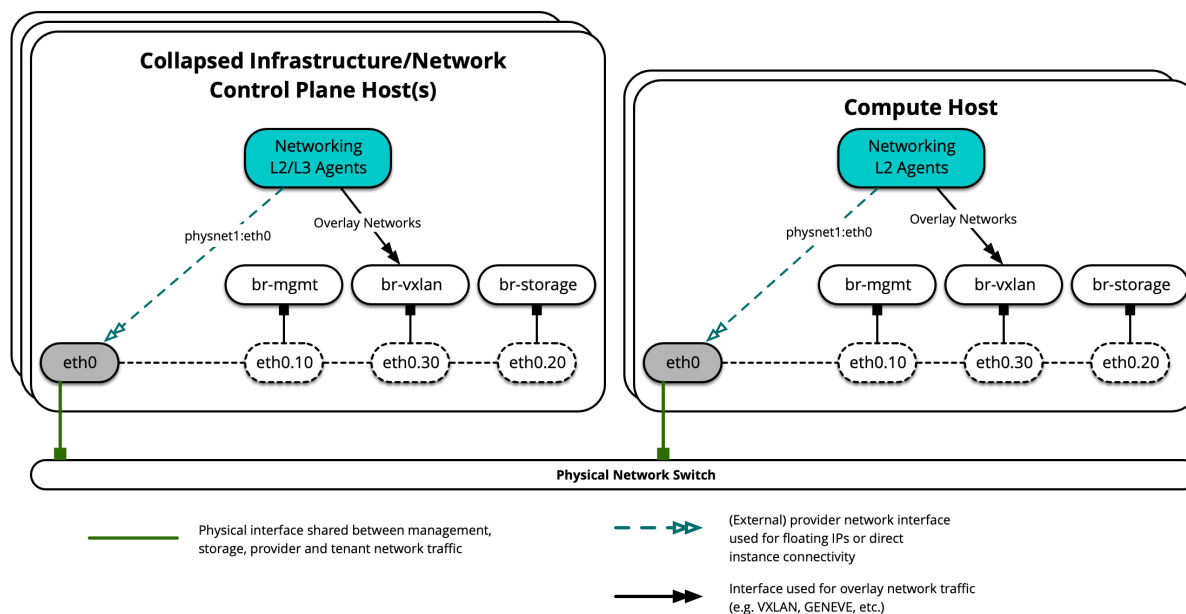 Collapsed Infrastructure/Network
Control Plane Host(s)
Networking
L2/L3 Agents
Overlay Networks
physnet1:eth0
br-mgmt
br-vxlan
br-storage
eth0
eth0.10
eth0.30
eth0.20
Compute Host
Networking
L2 Agents
Overlay Networks
physnet1:eth0
br-mgmt
br-vxlan
br-storage
eth0
eth0.10
eth0.30
eth0.20
Physical Network Switch
Physical interface shared between management,
storage, provider and tenant network traffic
(External) provider network interface
used for floating IPs or direct
instance connectivity
Interface used for overlay network traffic
(e.g. VXLAN, GENEVE, etc.)